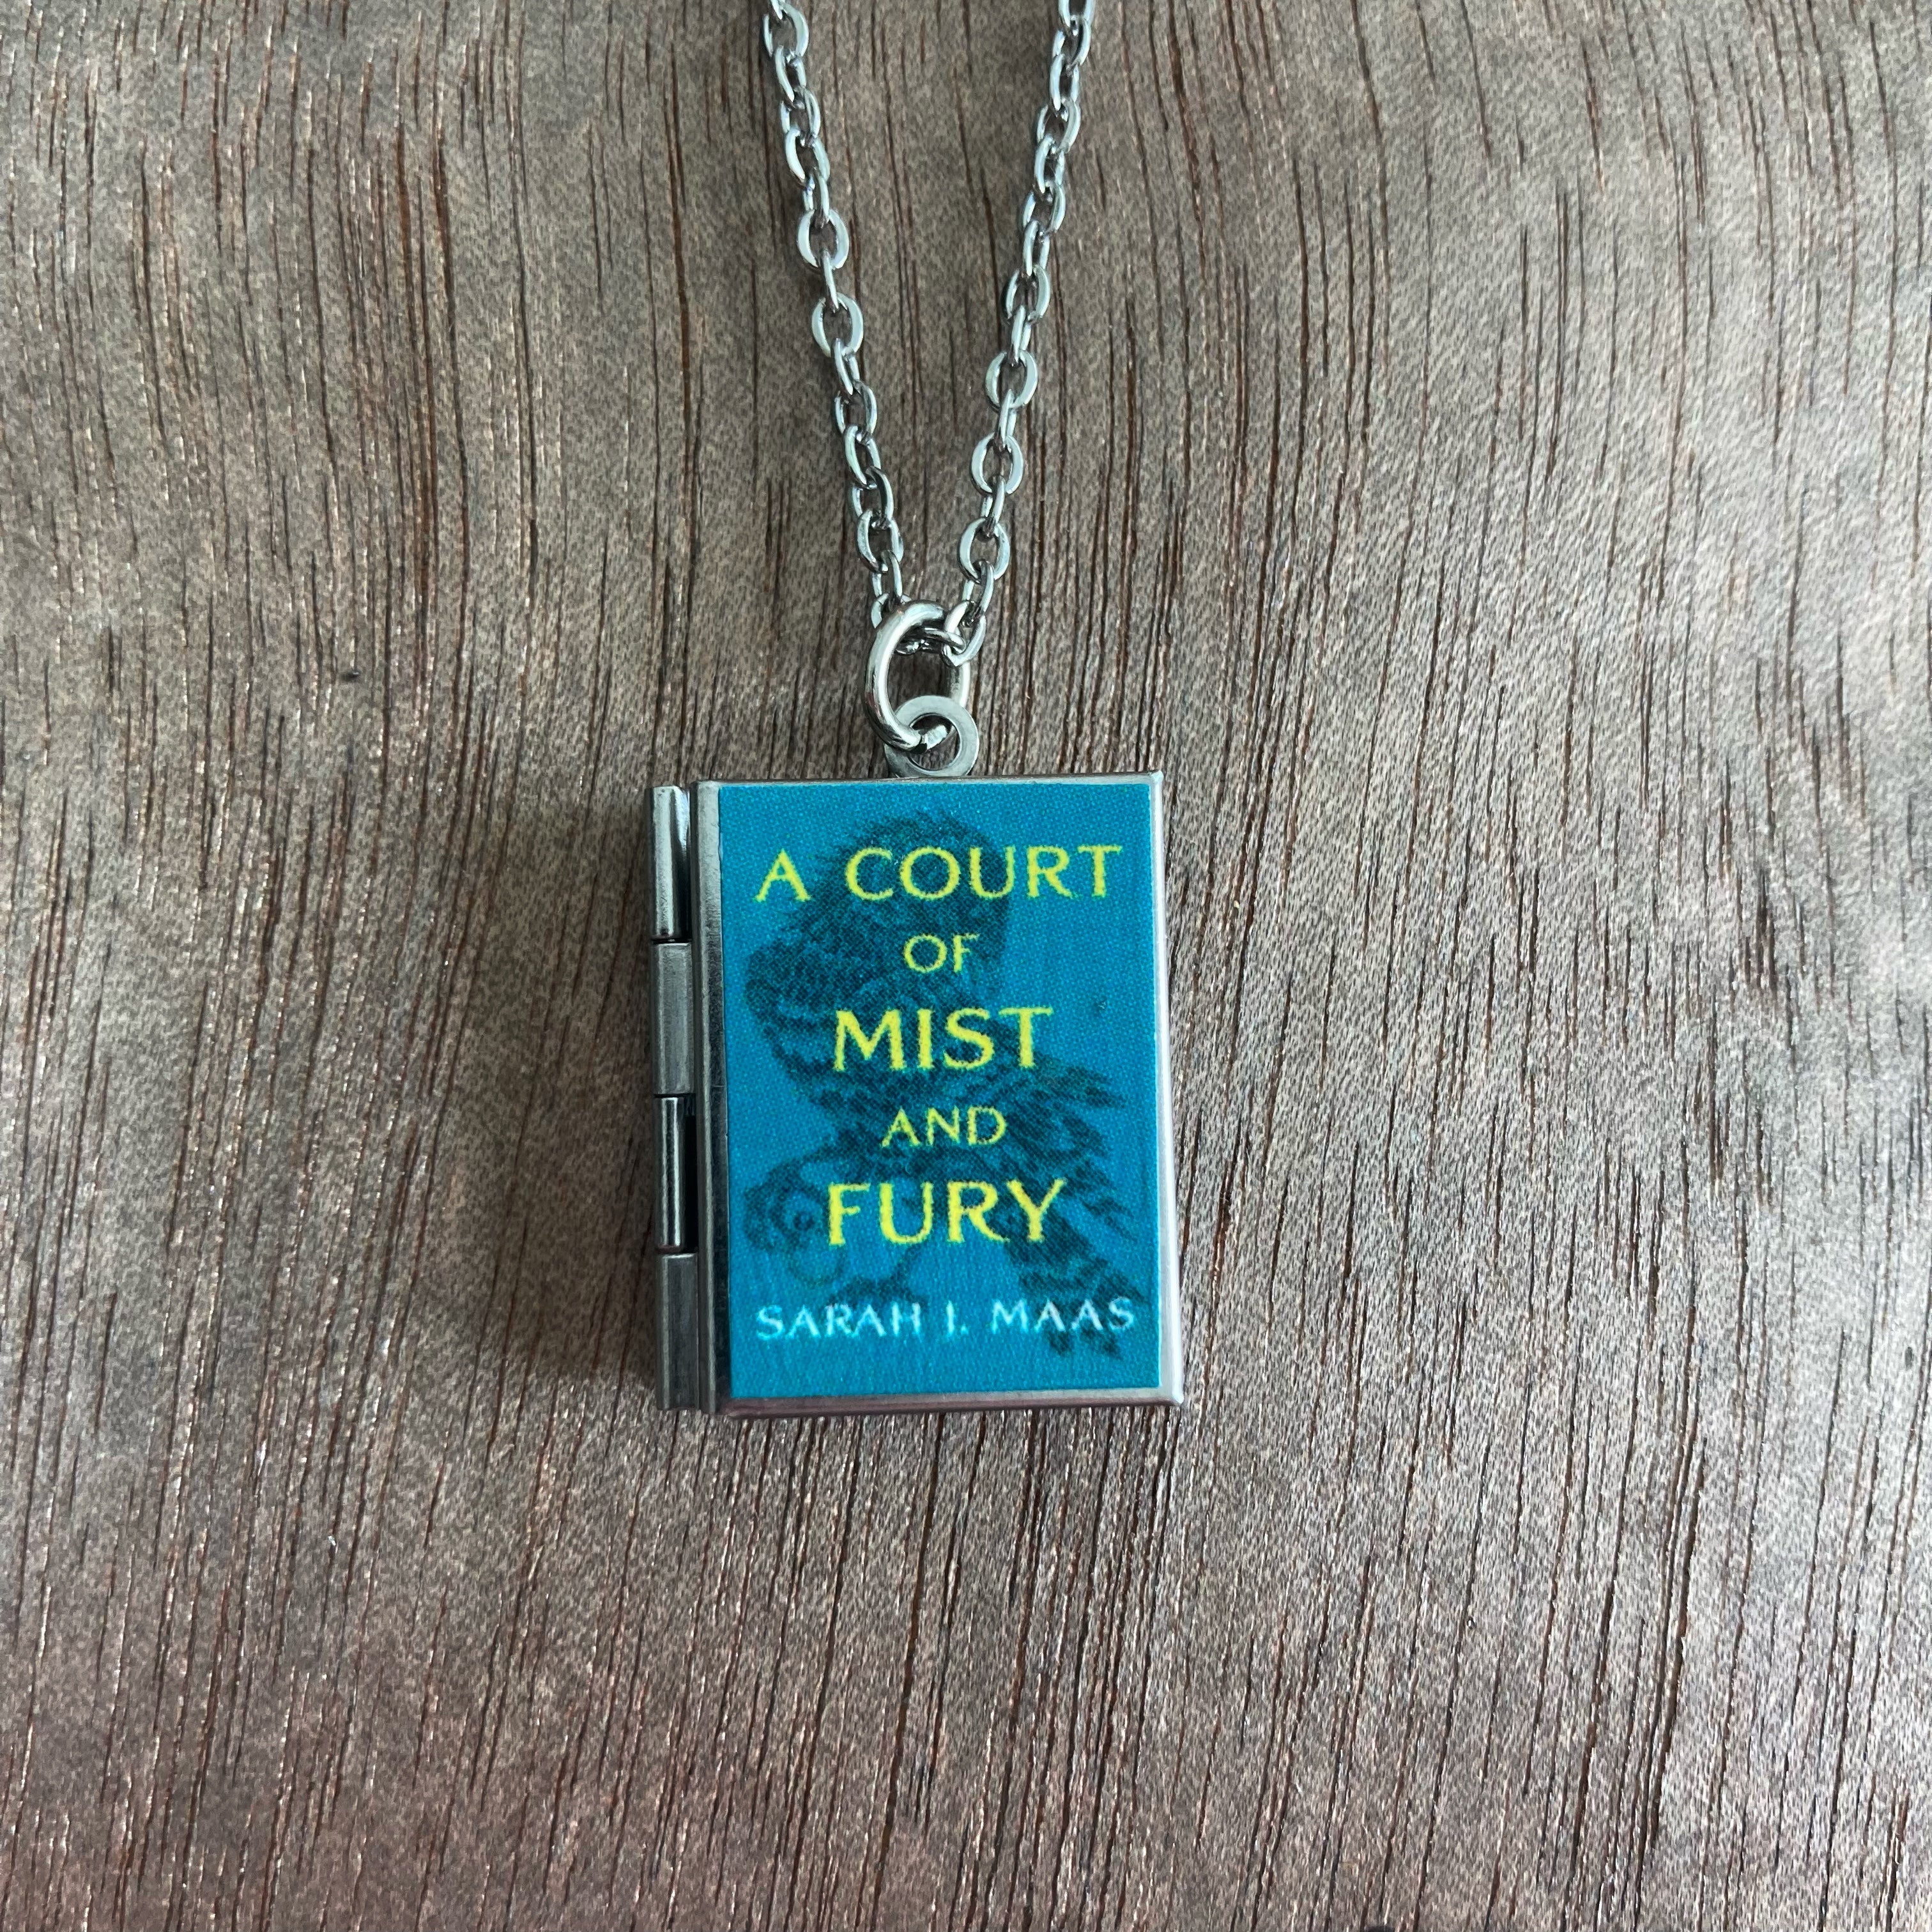 A COURT
OF
MIST
AND
FURY
SARAH J. MAAS